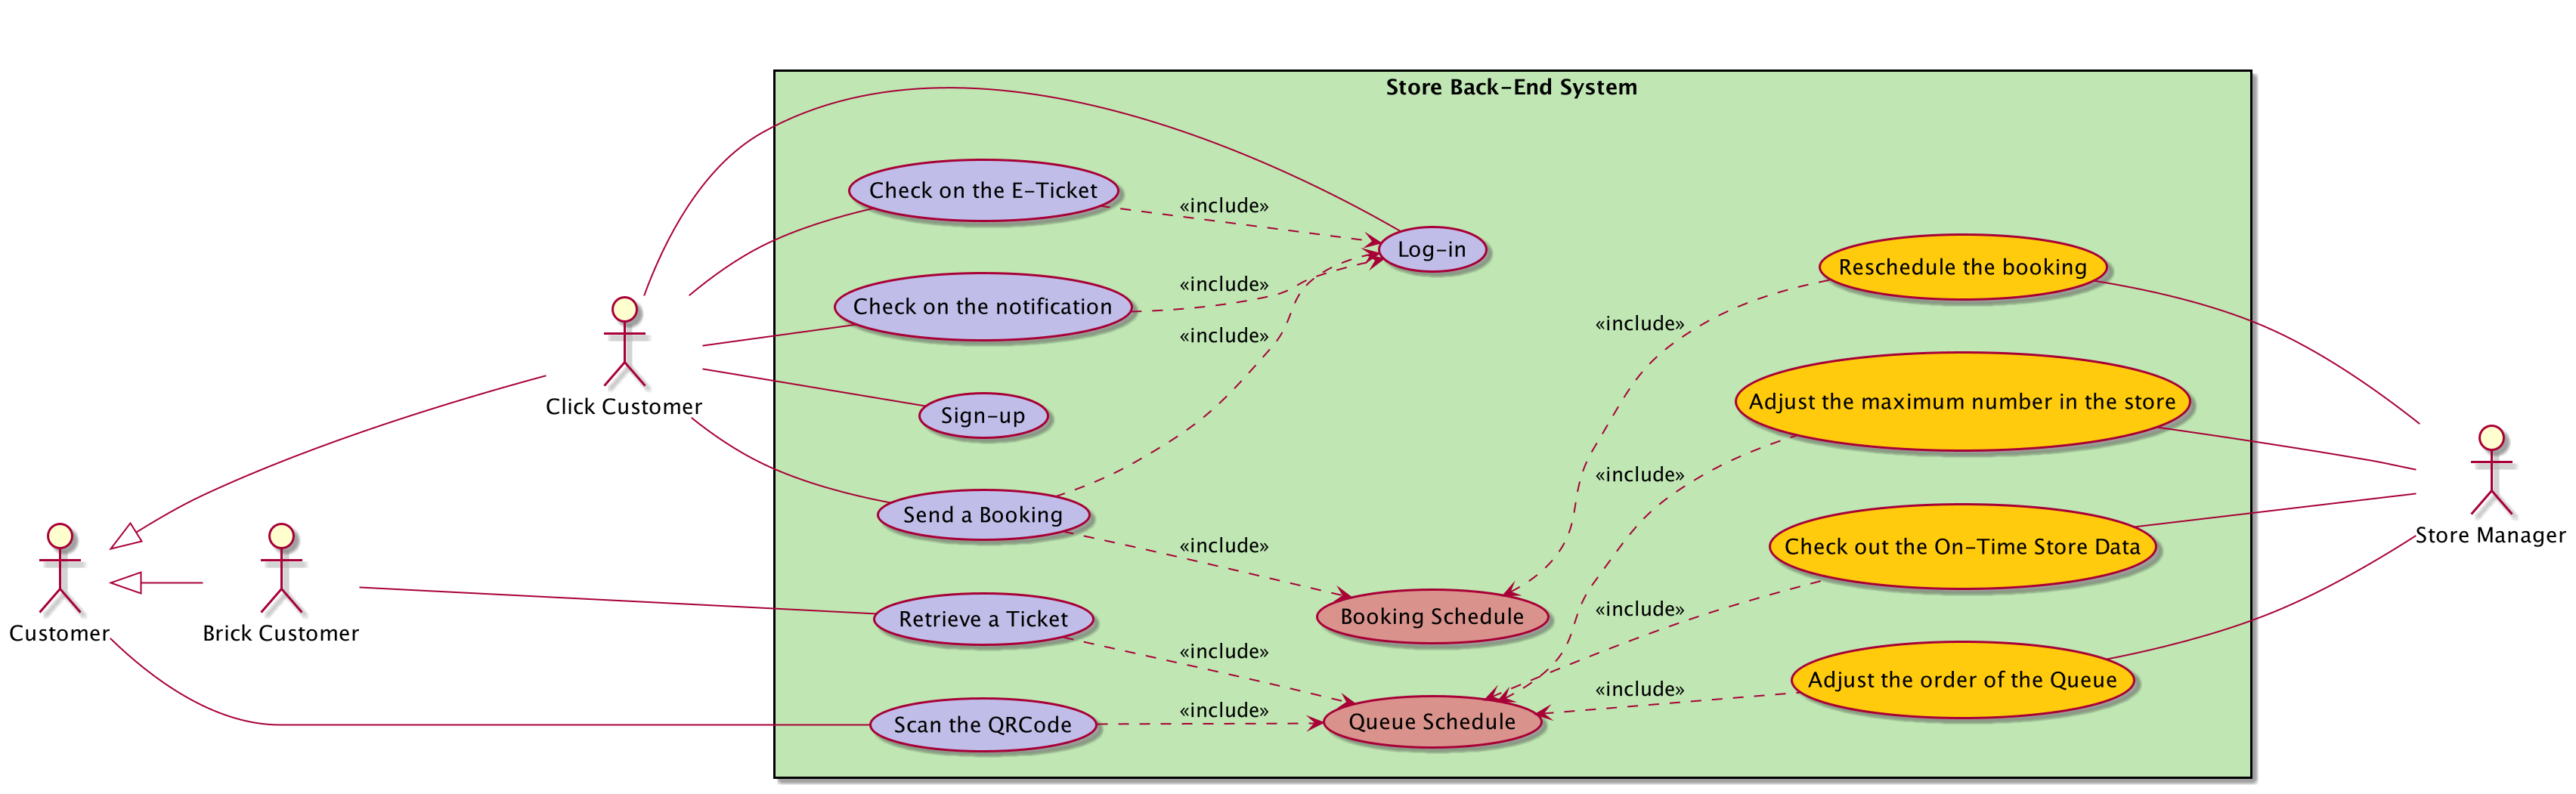 Store Back-End System
Check on the E-Ticket
«include»
Log-in
Reschedule the booking
«include»
Check on the notification
«include»
«include»
Click Customer
Sign-up
Adjust the maximum number in the store
«include»
Send a Booking
«include»
Store Manager
Check out the On-Time Store Data
«include»
Booking Schedule
Customer
Brick Customer
Retrieve a Ticket
«include»
Adjust the order of the Queue
«include»
Scan the QRCode
«include»
Queue Schedule